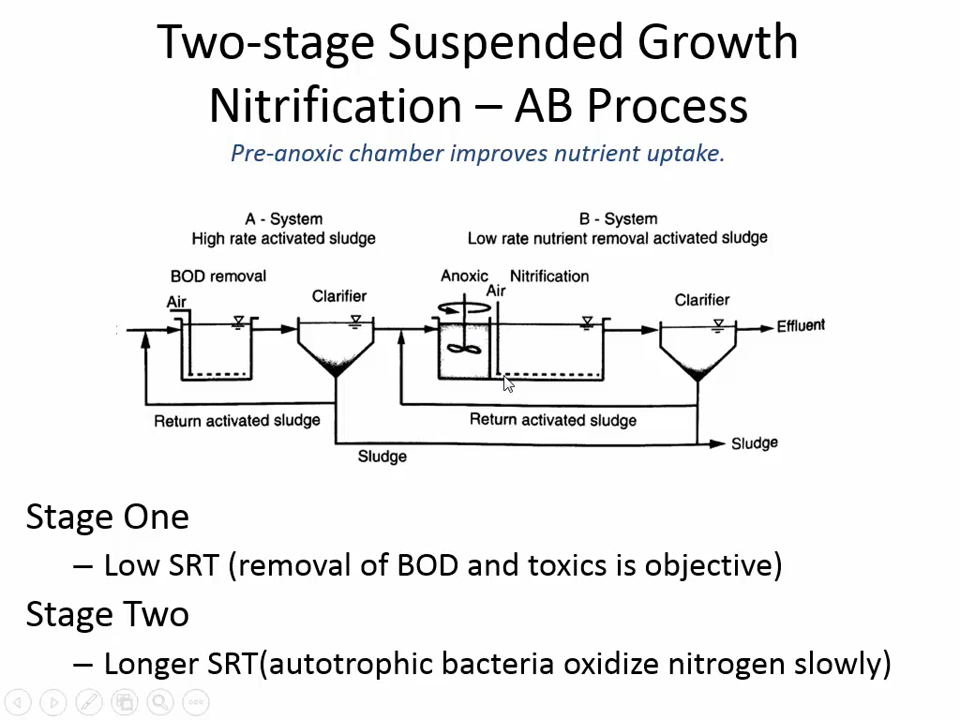 Two-stage Suspended Growth
Nitrification – AB Process
Pre-anoxic chamber improves nutrient uptake.
A - System
High rate activated sludge
B - System
Low rate nutrient removal activated sludge
BOD removal
Air
Clarifier
Anoxic
Nitrification
Air
Clarifier
Effluent
Return activated sludge
Return activated sludge
Sludge
Sludge
Stage One
– Low SRT (removal of BOD and toxics is objective)
Stage Two
– Longer SRT(autotrophic bacteria oxidize nitrogen slowly)